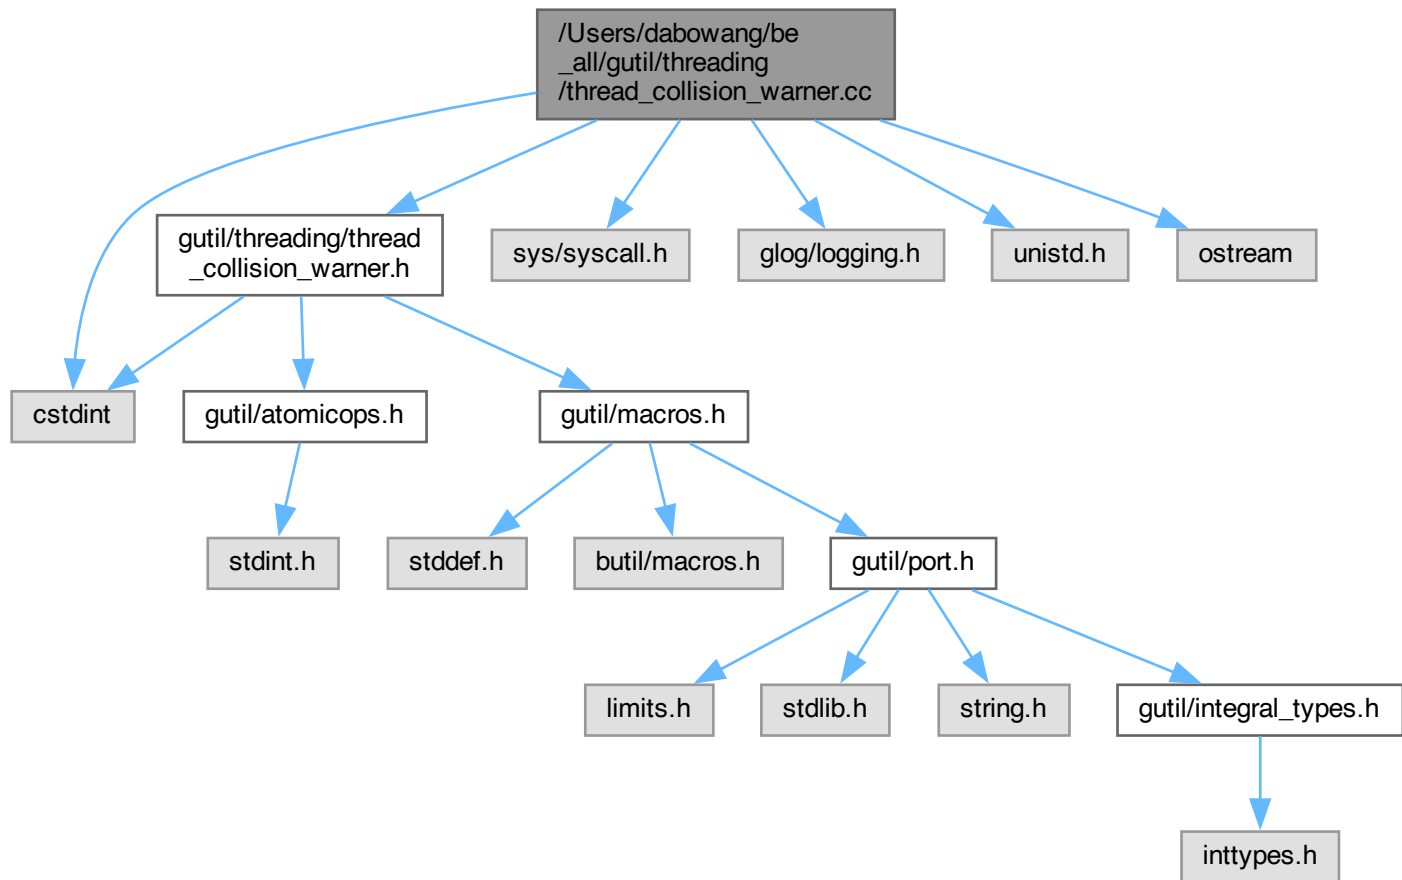 /Users/dabowang/be
_all/gutil/threading
/thread_collision_warner.cc
gutil/threading/thread
_collision_warner.h
sys/syscall.h
glog/logging.h
unistd.h
ostream
cstdint
gutil/atomicops.h
gutil/macros.h
stdint.h
stddef.h
butil/macros.h
gutil/port.h
limits.h
stdlib.h
string.h
gutil/integral_types.h
inttypes.h